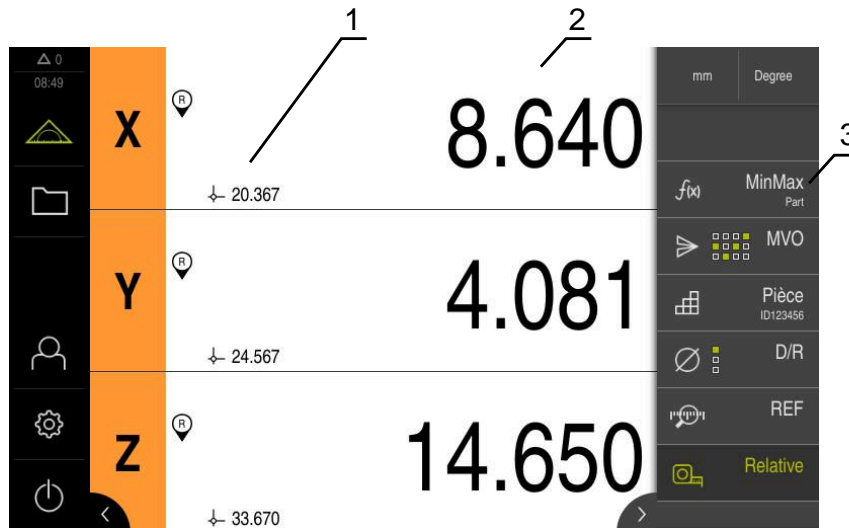 1
2
3
0
08:49
X
R
8.640
20.367
Y
R
4.081
24.567
Z
R
14.650
33.670
mm
Degree
f(x)
MinMax
Part
MVO
Pièce
ID123456
D/R
REF
Relative